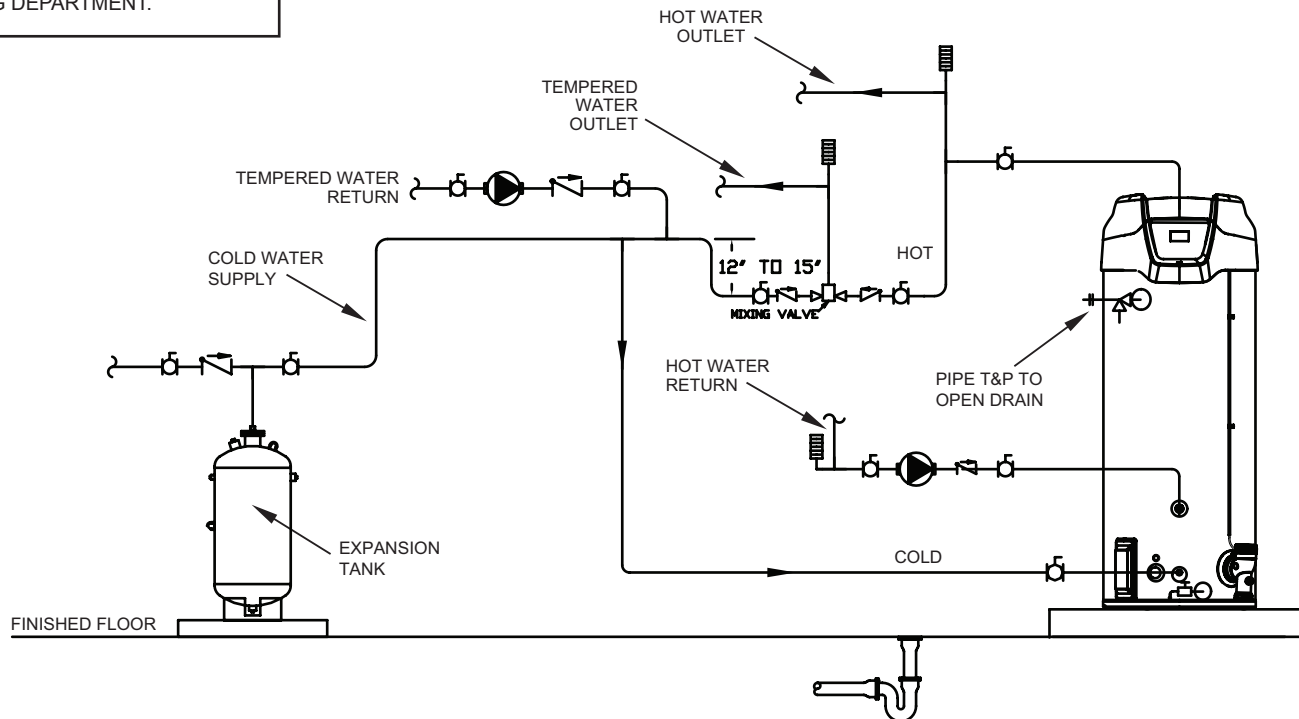 DEPARTMENT.
HOT WATER
OUTLET
TEMPERED
WATER
OUTLET
TEMPERED WATER
RETURN
COLD WATER
SUPPLY
12" TO 15"
HOT
MIXING VALVE
HOT WATER
RETURN
PIPE T&P TO
OPEN DRAIN
EXPANSION
TANK
COLD
FINISHED FLOOR